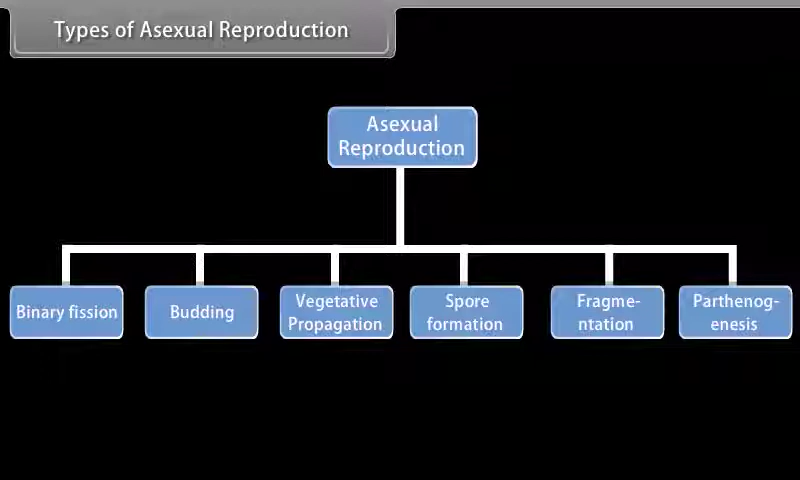 Types of Asexual Reproduction
Asexual
Reproduction
Binary fission
Budding
Vegetative
Propagation
Spore
formation
Fragme-
ntation
Parthenog-
enesis